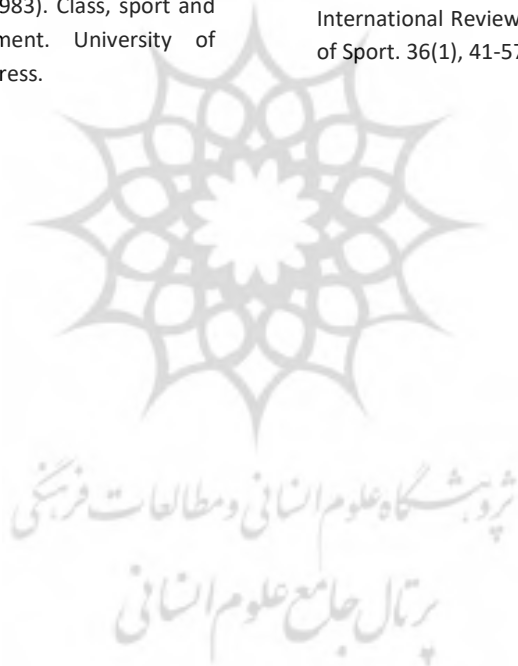 983). Class, sport and
ment. University of
ress.
International Review
of Sport. 36(1), 41-57
پژوهشگاه علوم انسانی و مطالعات فرهنگی
پرتال جامع علوم انسانی